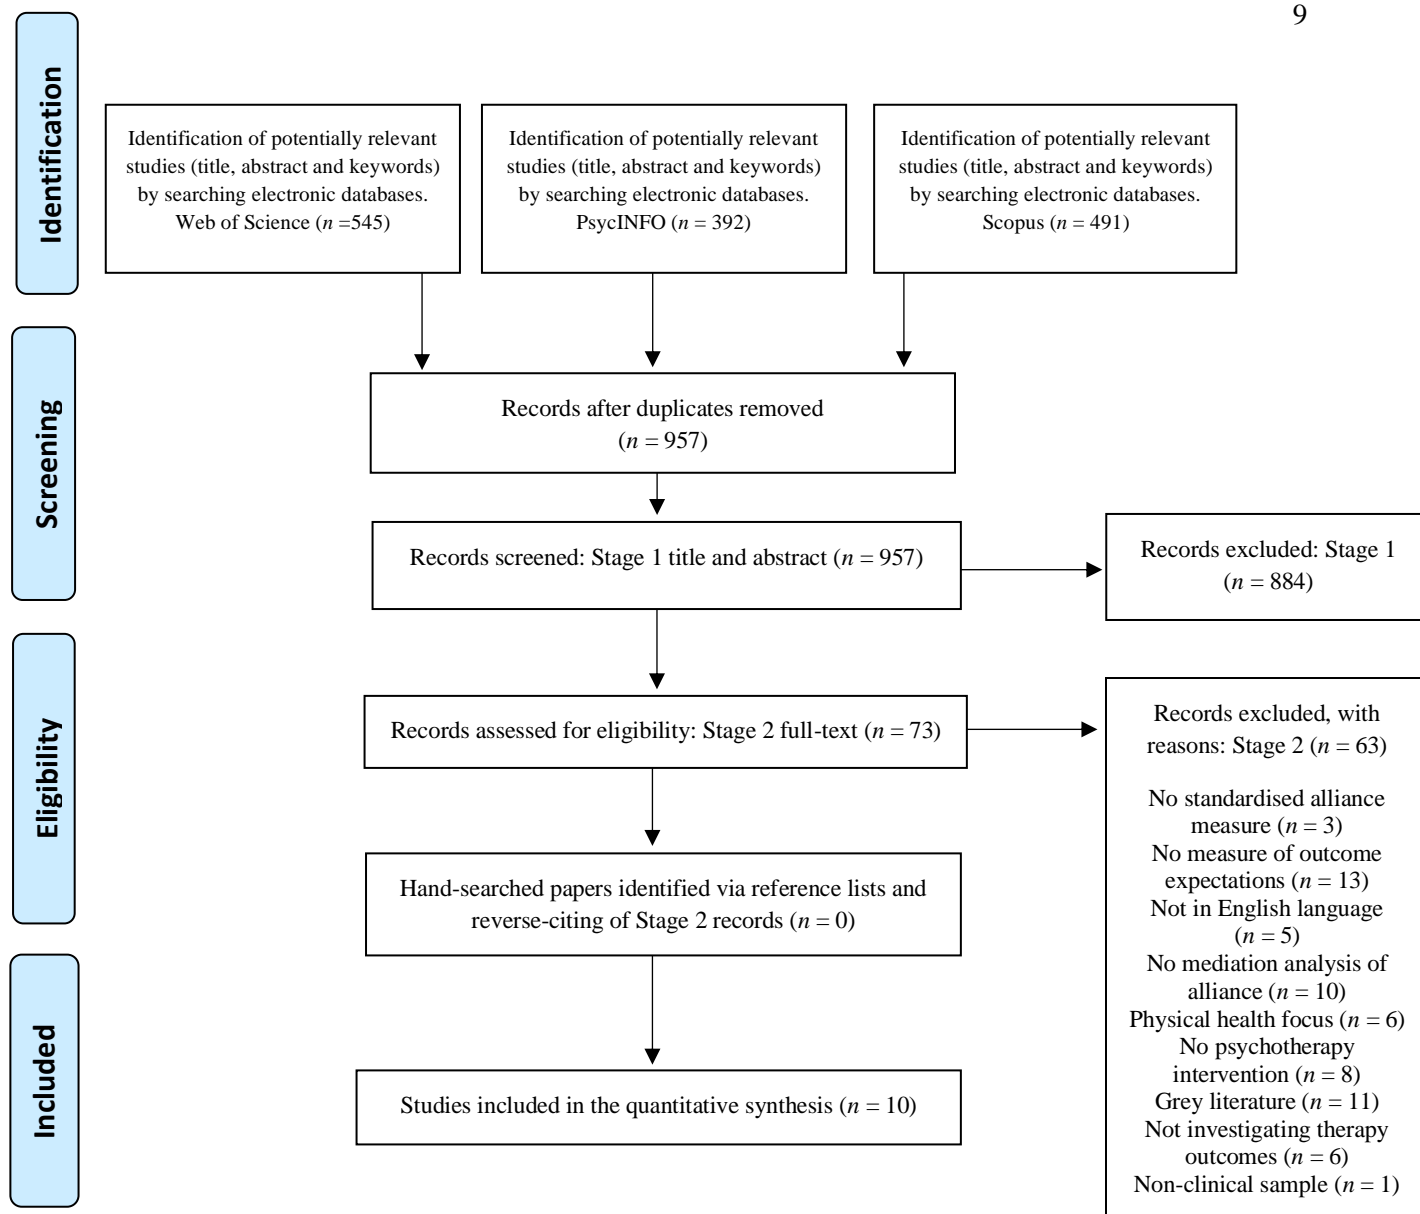 9
Identification
Identification of potentially relevant
studies (title, abstract and keywords)
by searching electronic databases.
Web of Science (n =545)
Identification of potentially relevant
studies (title, abstract and keywords)
by searching electronic databases.
PsycINFO (n = 392)
Identification of potentially relevant
studies (title, abstract and keywords)
by searching electronic databases.
Scopus (n = 491)
Screening
Records after duplicates removed
(n = 957)
Records screened: Stage 1 title and abstract (n = 957)
Records excluded: Stage 1
(n = 884)
Eligibility
Records assessed for eligibility: Stage 2 full-text (n = 73)
Records excluded, with
reasons: Stage 2 (n = 63)
No standardised alliance
measure (n = 3)
No measure of outcome
expectations (n = 13)
Not in English language
(n = 5)
No mediation analysis of
alliance (n = 10)
Physical health focus (n = 6)
No psychotherapy
intervention (n = 8)
Grey literature (n = 11)
Not investigating therapy
outcomes (n = 6)
Non-clinical sample (n = 1)
Hand-searched papers identified via reference lists and
reverse-citing of Stage 2 records (n = 0)
Included
Studies included in the quantitative synthesis (n = 10)